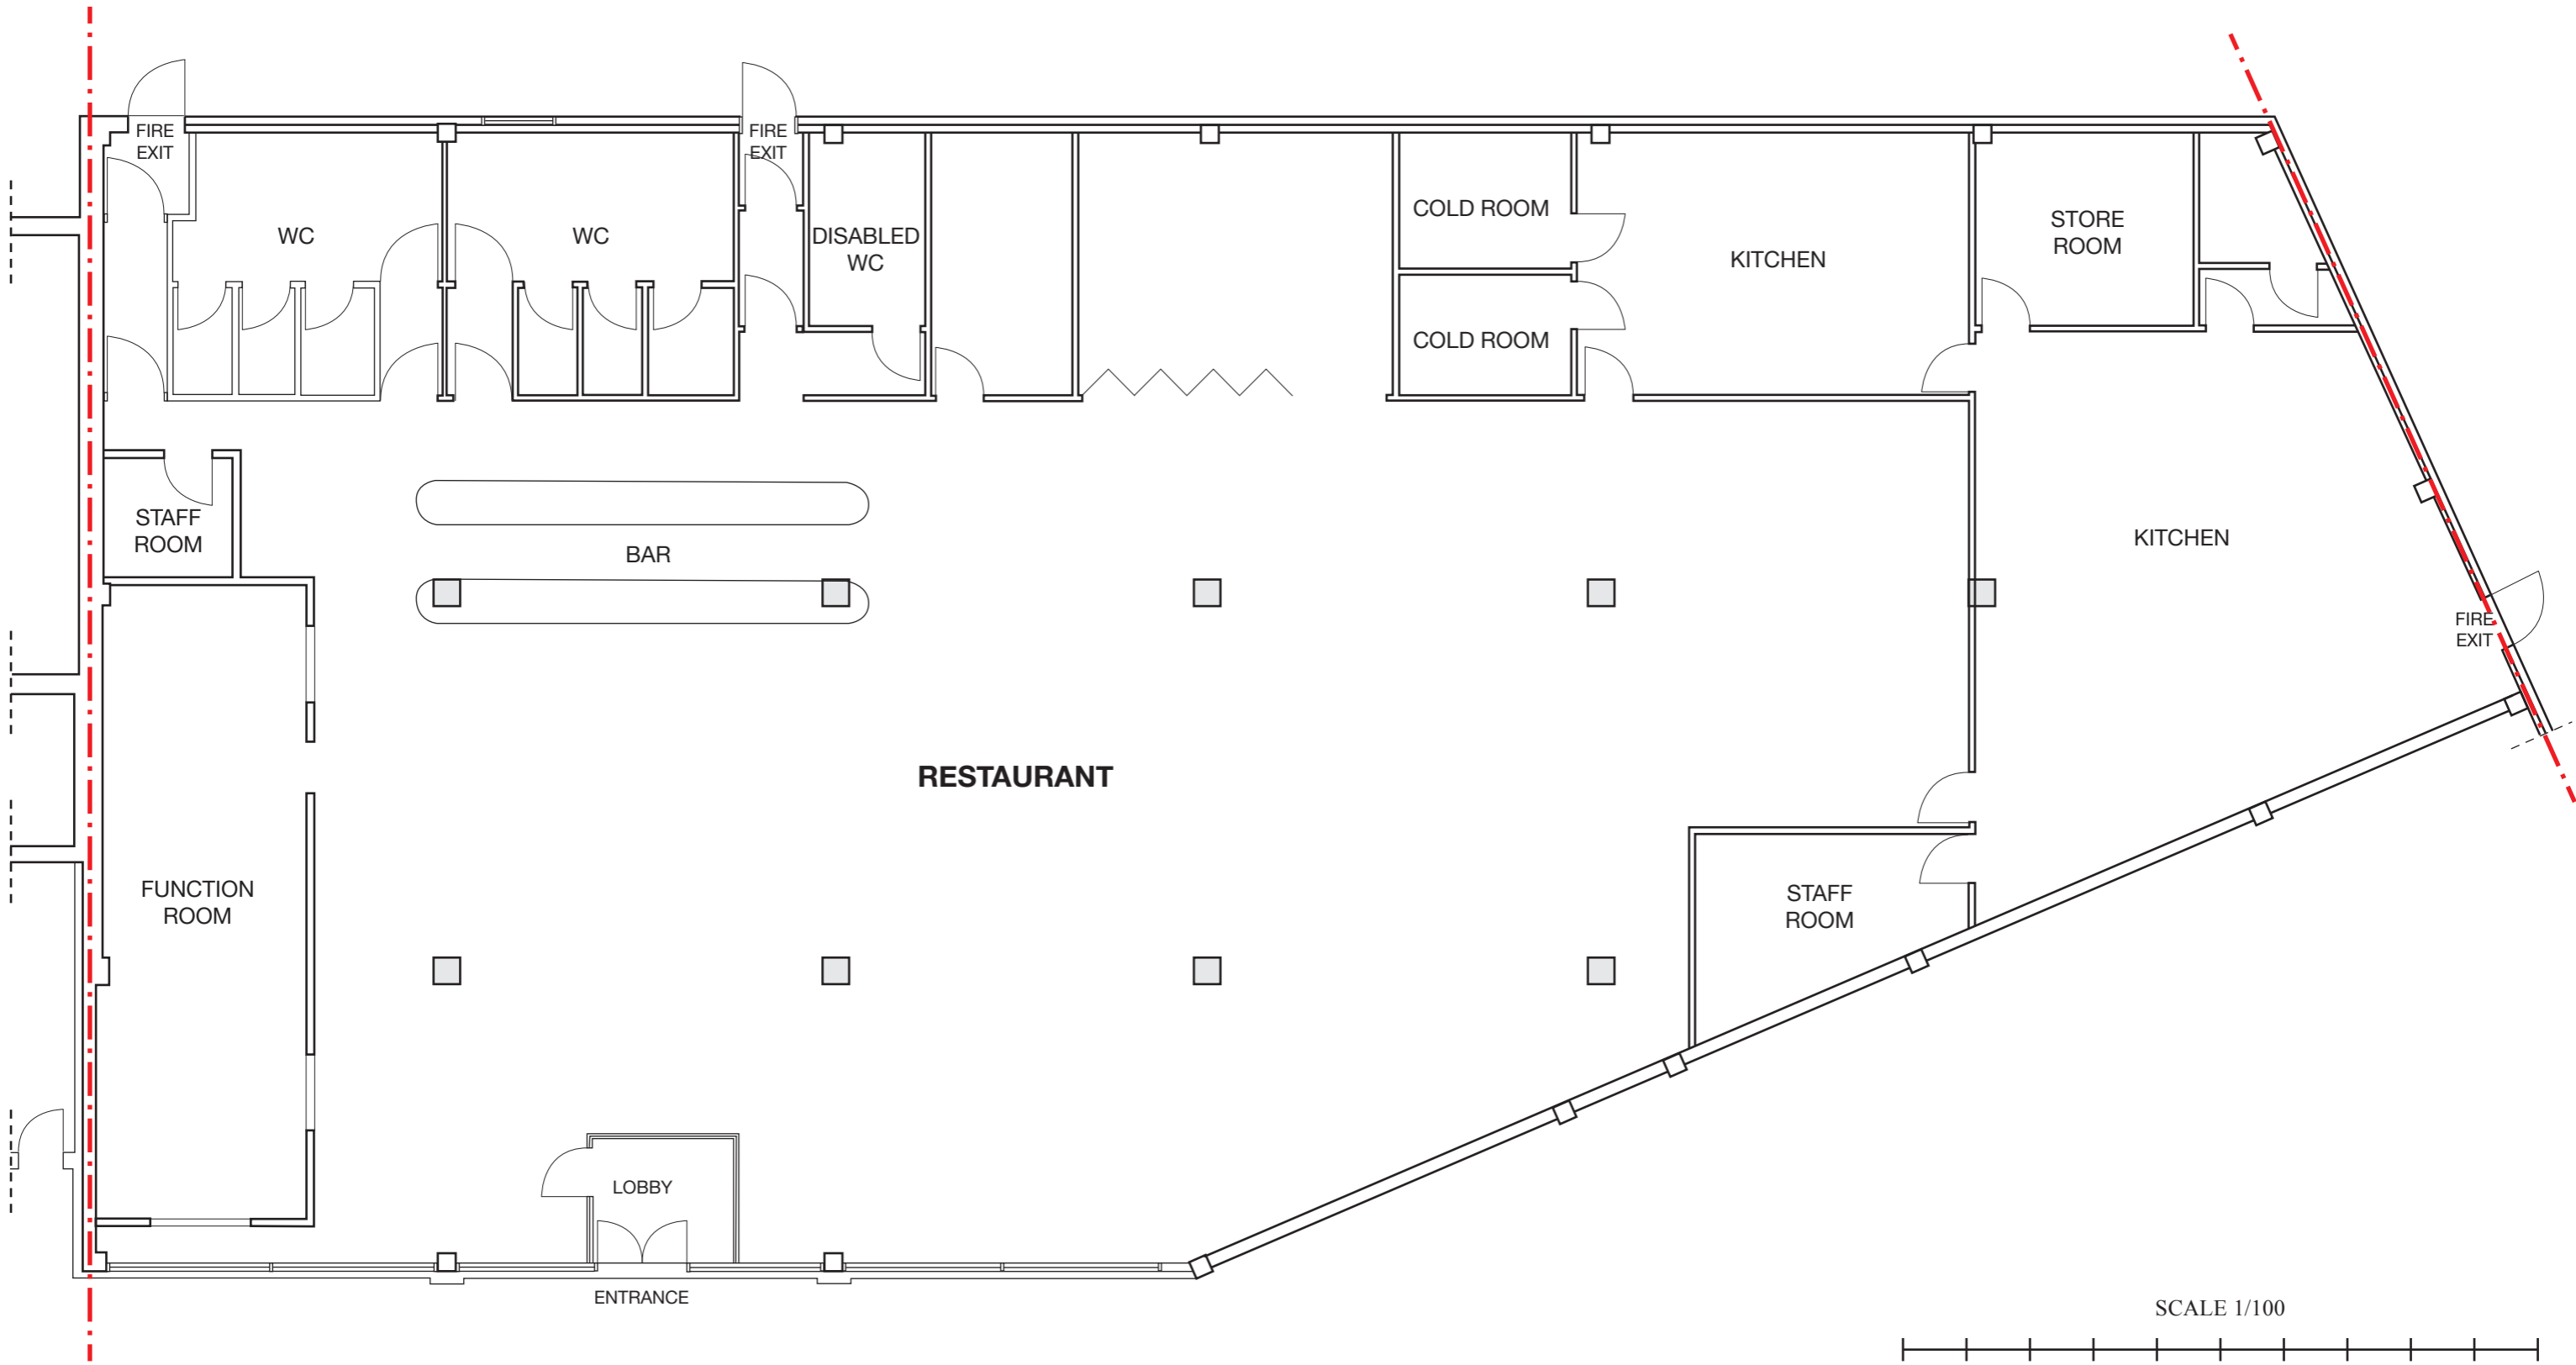 FIRE
EXIT
FIRE
EXIT
WC
WC
DISABLED
WC
COLD ROOM
COLD ROOM
KITCHEN
STORE
ROOM
STAFF
ROOM
BAR
KITCHEN
FIRE
EXIT
RESTAURANT
FUNCTION
ROOM
STAFF
ROOM
LOBBY
ENTRANCE
SCALE 1/100